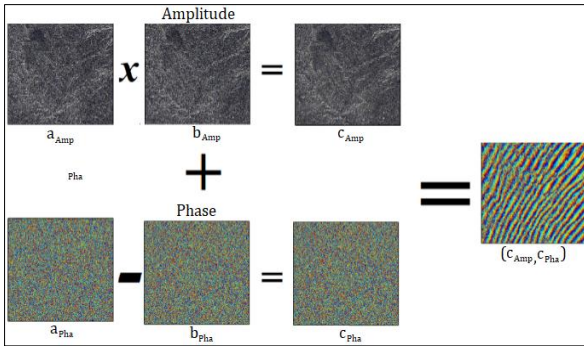 Amplitude
x =
a_Amp b_Amp c_Amp
Pha + =
Phase
- =
a_Pha b_Pha c_Pha
(c_Amp,c_Pha)